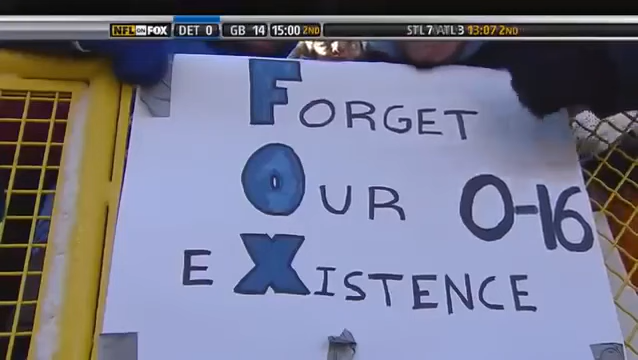 NFL ON FOX DET 0 GB 14 15:00 2ND STL 7 ATL 3 13:07 2ND
FORGET
OUR 0-16
EXISTENCE